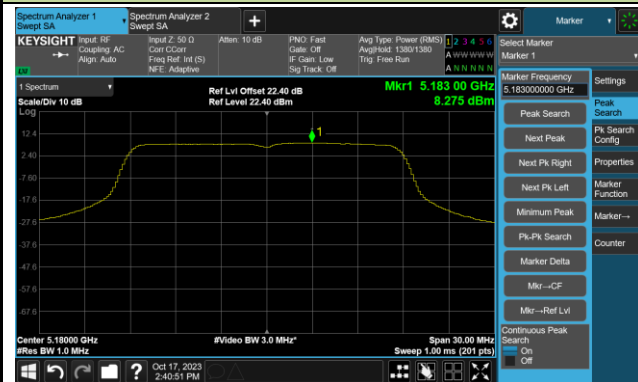 Spectrum Analyzer 1
Swept SA
Spectrum Analyzer 2
Swept SA
+
Marker
KEYSIGHT
Input: RF
Coupling: AC
Align: Auto
Input Z: 50 Ω
Corr CCorr
Freq Ref: Int (S)
NFE: Adaptive
Atten: 10 dB
PNO: Fast
Gate: Off
IF Gain: Low
Sig Track: Off
Avg Type: Power (RMS)
Avg|Hold: 1380/1380
Trig: Free Run
1 2 3 4 5 6
A W W W W W
A N N N N N
LXI
Select Marker
Marker 1
1 Spectrum
Scale/Div 10 dB
Log
Ref Lvl Offset 22.40 dB
Ref Level 22.40 dBm
Mkr1 5.183 00 GHz
8.275 dBm
1
12.4
2.40
-7.60
-17.6
-27.6
-37.6
-47.6
-57.6
-67.6
Center 5.18000 GHz
#Res BW 1.0 MHz
#Video BW 3.0 MHz*
Span 30.00 MHz
Sweep 1.00 ms (201 pts)
Marker Frequency
5.183000000 GHz
Peak Search
Next Peak
Next Pk Right
Next Pk Left
Minimum Peak
Pk-Pk Search
Marker Delta
Mkr→CF
Mkr→Ref Lvl
Continuous Peak
Search
On
Off
Settings
Peak
Search
Pk Search
Config
Properties
Marker
Function
Marker→
Counter
?
Oct 17, 2023
2:40:51 PM